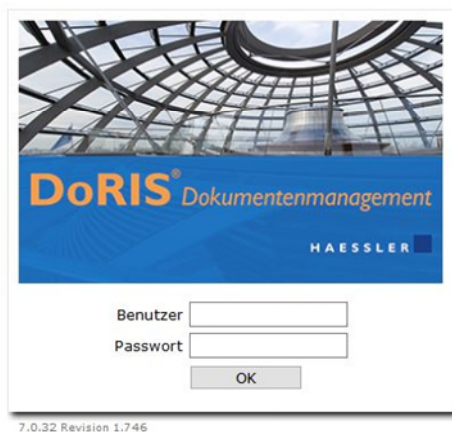 DoRIS® Dokumentenmanagement
HAESSLER
Benutzer
Passwort
OK
7.0.32 Revision 1.746